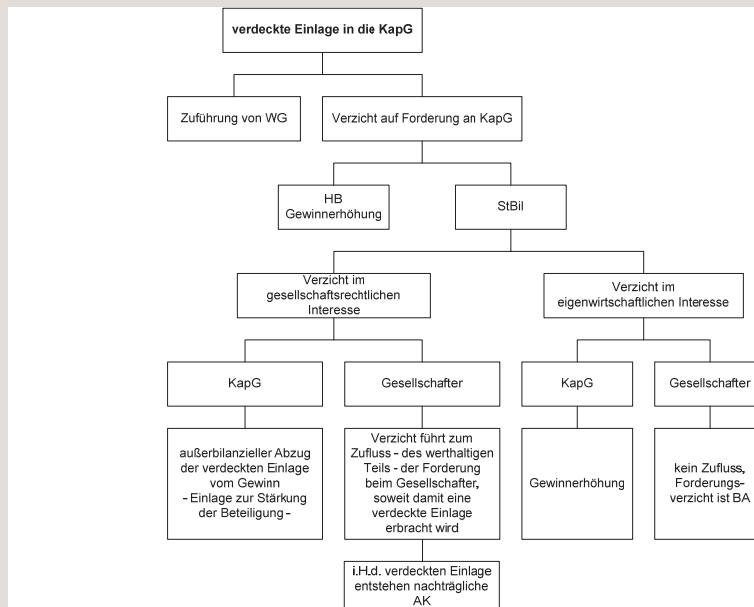 verdeckte Einlage in die KapG
Zuführung von WG
Verzicht auf Forderung an KapG
HB
Gewinnerhöhung
StBil
Verzicht im
gesellschaftsrechtlichen
Interesse
Verzicht im
eigenwirtschaftlichen Interesse
KapG
Gesellschafter
KapG
Gesellschafter
außerbilanzieller Abzug
der verdeckten Einlage
vom Gewinn
- Einlage zur Stärkung
der Beteiligung -
Verzicht führt zum
Zufluss - des werthaltigen
Teils - der Forderung
beim Gesellschafter,
soweit damit eine
verdeckte Einlage
erbracht wird
Gewinnerhöhung
kein Zufluss,
Forderungs-
verzicht ist BA
i.H.d. verdeckten Einlage
entstehen nachträgliche
AK